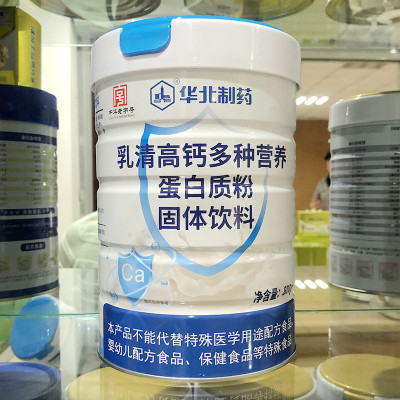 华北制药
乳清高钙多种营养
蛋白质粉
固体饮料
Ca
净含量:
本产品不能代替特殊医学用途配方食品
婴幼儿配方食品、保健食品等特殊食品